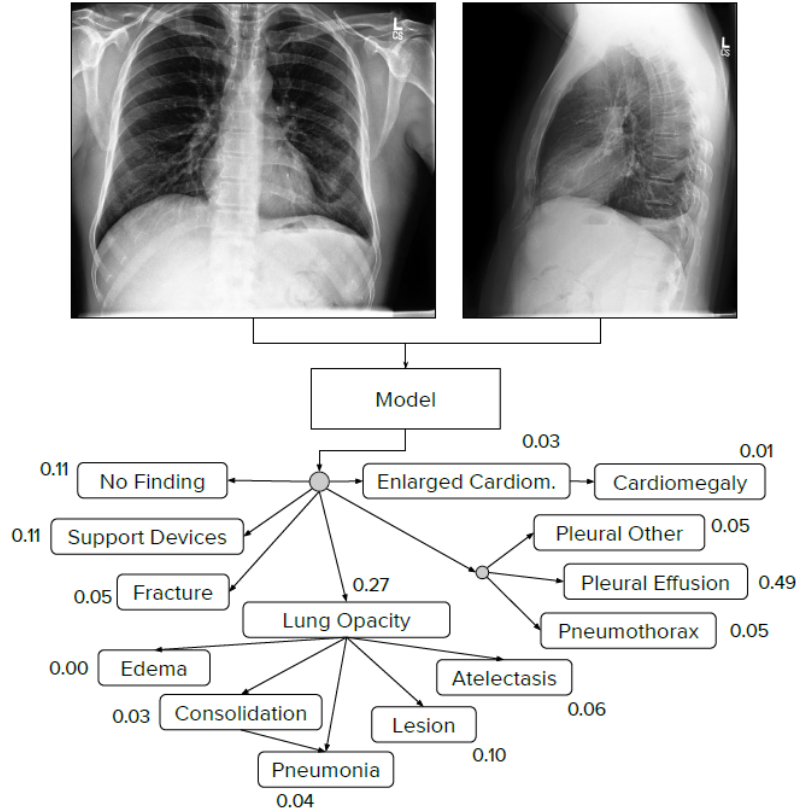 L
CS
L
CS
Model
0.03
0.01
0.11
No Finding
Enlarged Cardiom.
Cardiomegaly
0.11
Support Devices
Pleural Other
0.05
0.05
Fracture
0.27
Pleural Effusion
0.49
Lung Opacity
Pneumothorax
0.05
0.00
Edema
Atelectasis
0.06
0.03
Consolidation
Lesion
0.10
Pneumonia
0.04